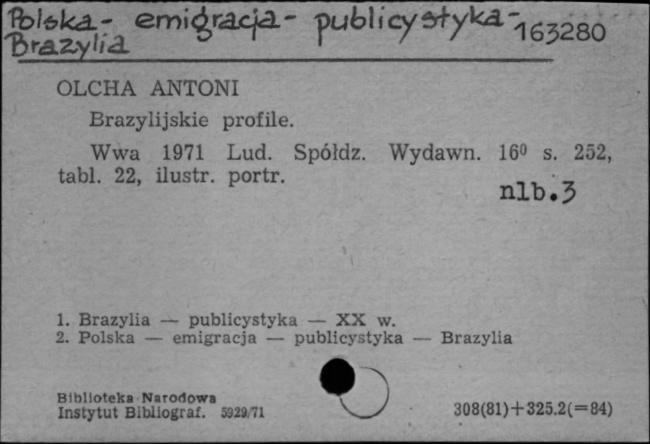 Polska - emigracja - publicystyka -
Brazylia
163280
OLCHA ANTONI
Brazylijskie profile.
Wwa 1971 Lud. Spółdz. Wydawn. 16⁰ s. 252,
tabl. 22, ilustr. portr.
nlb.3
1. Brazylia — publicystyka — XX w.
2. Polska — emigracja — publicystyka — Brazylia
Biblioteka Narodowa
Instytut Bibliograf. 5929/71
308(81)+325.2(=84)